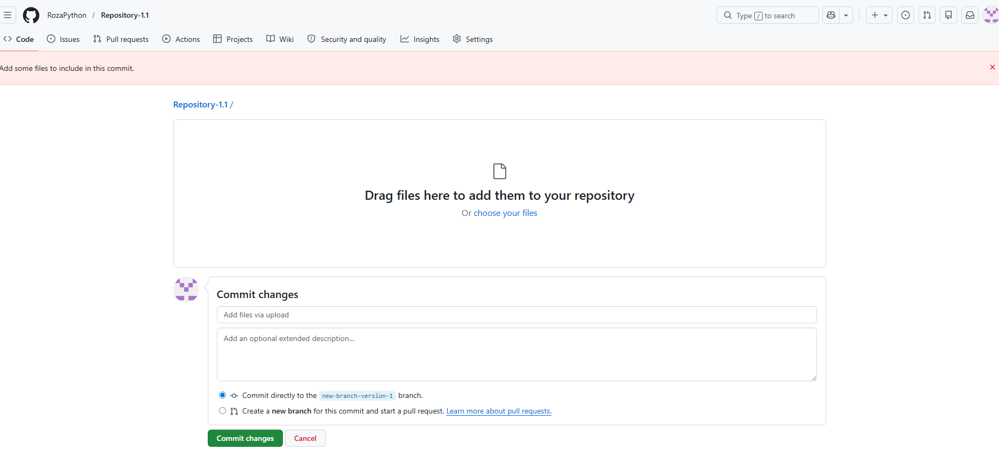 RozaPython / Repository-1.1
Type / to search
Code Issues Pull requests Actions Projects Wiki Security and quality Insights Settings
Add some files to include in this commit.
Repository-1.1 /
Drag files here to add them to your repository
Or choose your files
Commit changes
Add files via upload
Add an optional extended description...
Commit directly to the new-branch-version-1 branch.
Create a new branch for this commit and start a pull request. Learn more about pull requests.
Commit changes Cancel